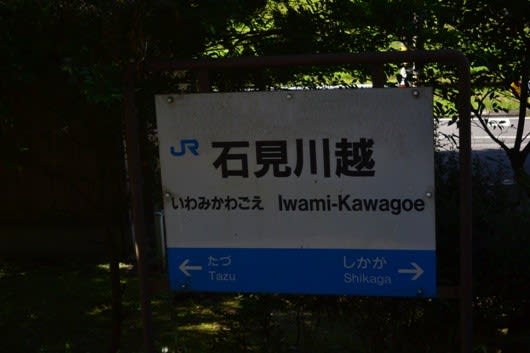 JR 石見川越
いわみかわごえ Iwami-Kawagoe
← たづ しかが →
Tazu Shikaga